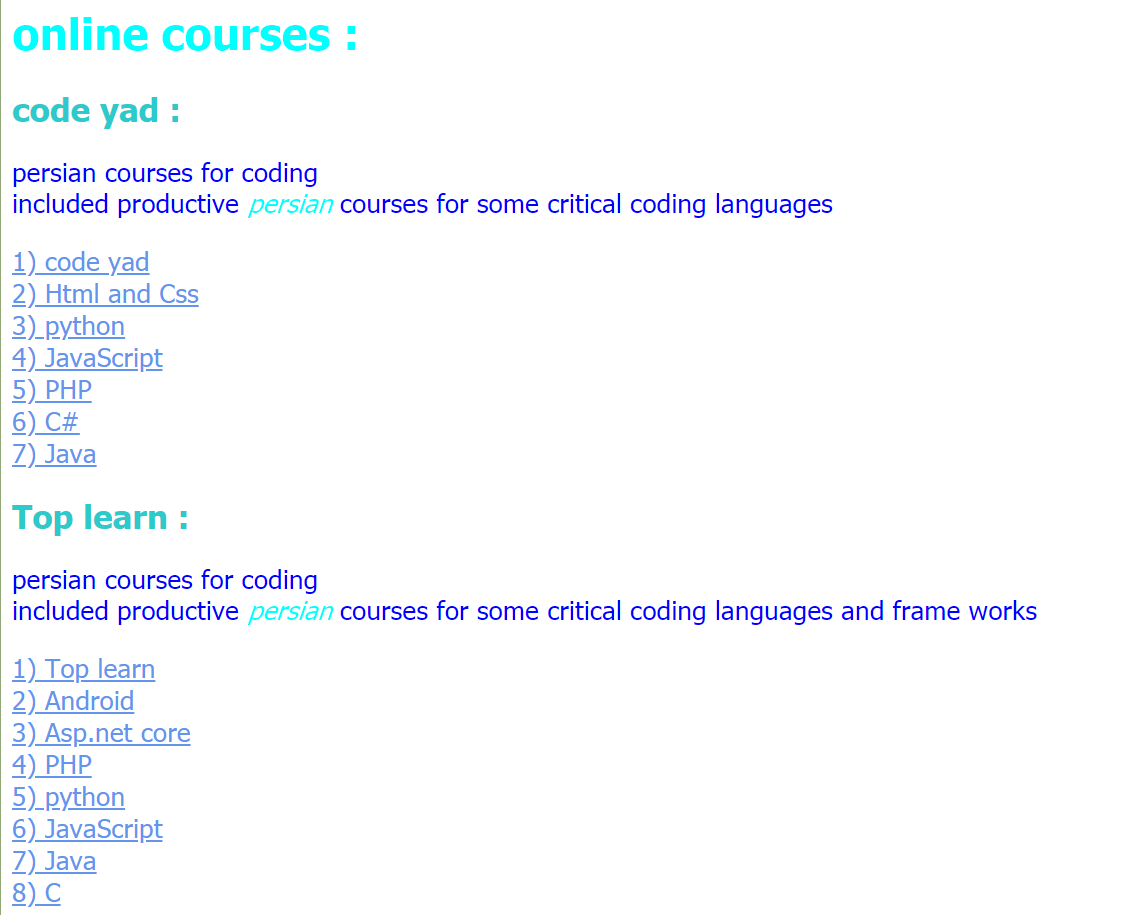 online courses :
code yad :
persian courses for coding
included productive persian courses for some critical coding languages
1) code yad
2) Html and Css
3) python
4) JavaScript
5) PHP
6) C#
7) Java
Top learn :
persian courses for coding
included productive persian courses for some critical coding languages and frame works
1) Top learn
2) Android
3) Asp.net core
4) PHP
5) python
6) JavaScript
7) Java
8) C